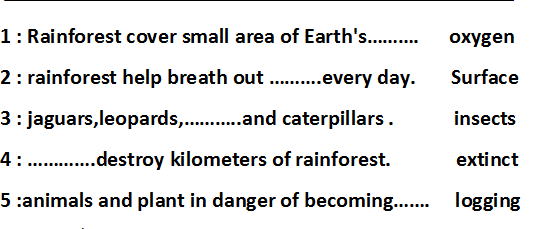 1 : Rainforest cover small area of Earth's.......... oxygen
2 : rainforest help breath out ..........every day. Surface
3 : jaguars,leopards,...........and caterpillars . insects
4 : .............destroy kilometers of rainforest. extinct
5 :animals and plant in danger of becoming....... logging